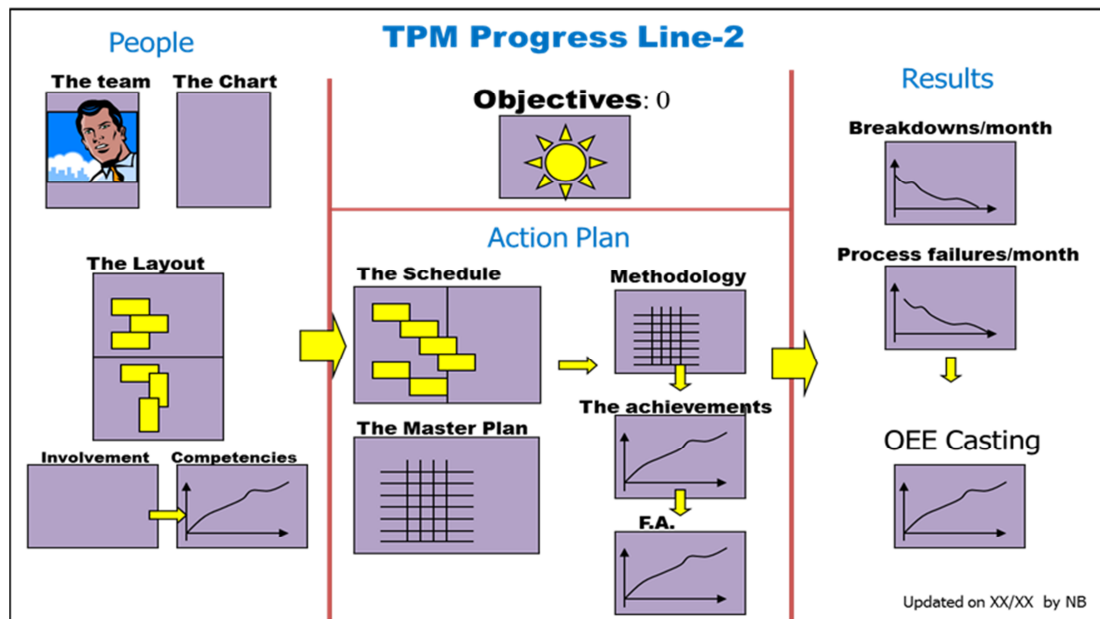 TPM Progress Line-2
People
The team
The Chart
The Layout
Involvement
Competencies
Objectives: 0
Action Plan
The Schedule
Methodology
The Master Plan
The achievements
F.A.
Results
Breakdowns/month
Process failures/month
OEE Casting
Updated on XX/XX by NB